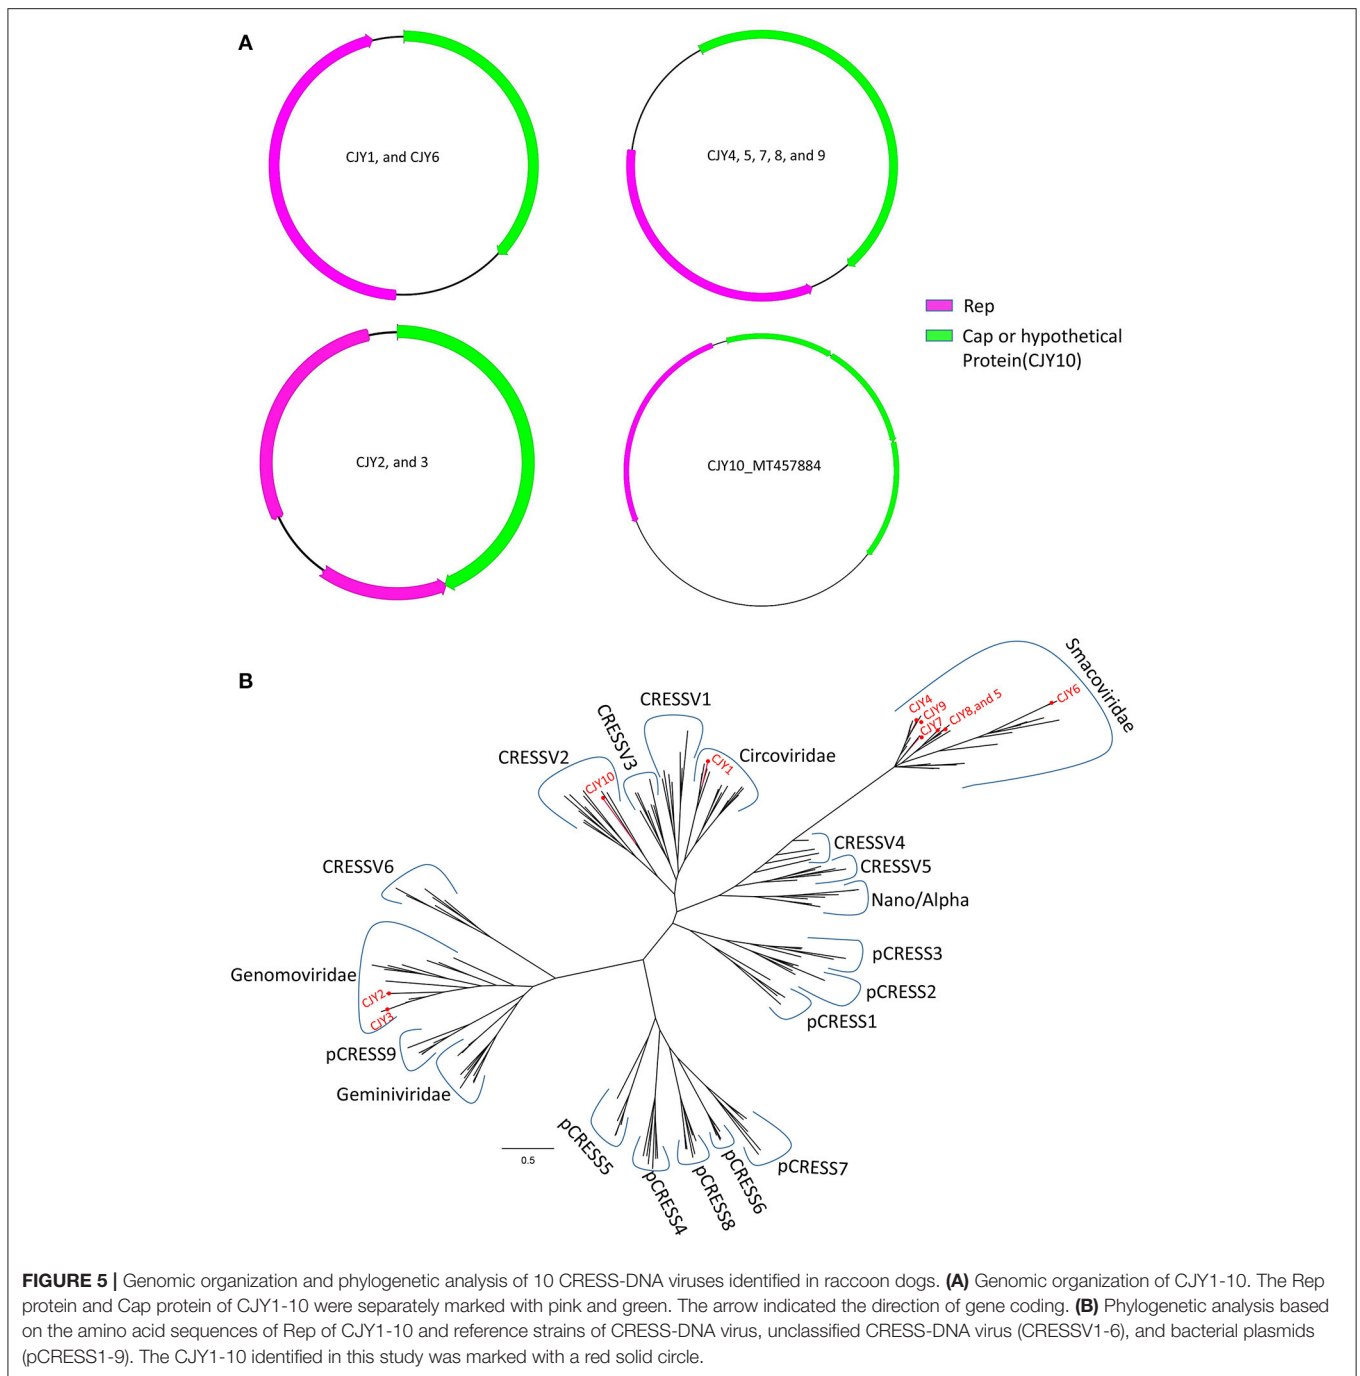 A
CJY1, and CJY6
CJY4, 5, 7, 8, and 9
Rep
Cap or hypothetical
Protein(CJY10)
CJY2, and 3
CJY10_MT457884
B
Smacoviridae
CJY4
CJY9
CJY7
CJY8,and 5
CJY6
CRESSV1
CRESSV3
CRESSV2
CJY10
CJY1
Circoviridae
CRESSV4
CRESSV5
Nano/Alpha
CRESSV6
Genomoviridae
CJY2
CJY3
pCRESS9
Geminiviridae
pCRESS3
pCRESS2
pCRESS1
0.5
pCRESS5
pCRESS4
pCRESS8
pCRESS6
pCRESS7
FIGURE 5 | Genomic organization and phylogenetic analysis of 10 CRESS-DNA viruses identified in raccoon dogs. (A) Genomic organization of CJY1-10. The Rep
protein and Cap protein of CJY1-10 were separately marked with pink and green. The arrow indicated the direction of gene coding. (B) Phylogenetic analysis based
on the amino acid sequences of Rep of CJY1-10 and reference strains of CRESS-DNA virus, unclassified CRESS-DNA virus (CRESSV1-6), and bacterial plasmids
(pCRESS1-9). The CJY1-10 identified in this study was marked with a red solid circle.